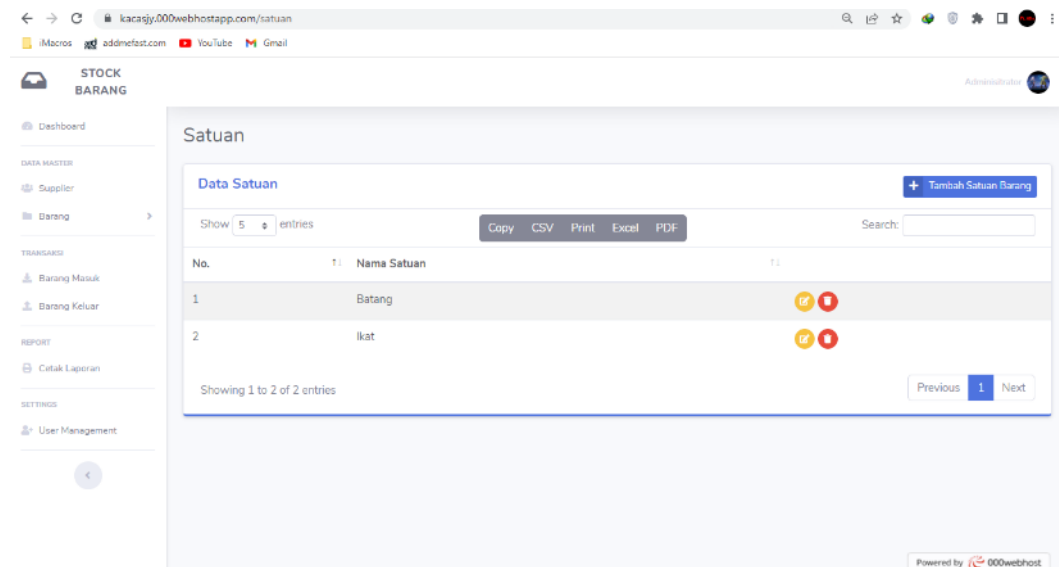 kacasjy.000webhostapp.com/satuan
iMacros addmefast.com YouTube Gmail
STOCK
BARANG
Administrator
Dashboard
DATA MASTER
Supplier
Barang
TRANSAKSI
Barang Masuk
Barang Keluar
REPORT
Cetak Laporan
SETTINGS
User Management
Satuan
Data Satuan
+ Tambah Satuan Barang
Show 5 entries
Copy CSV Print Excel PDF
Search:
No. Nama Satuan
1 Batang
2 Ikat
Showing 1 to 2 of 2 entries
Previous 1 Next
Powered by 000webhost